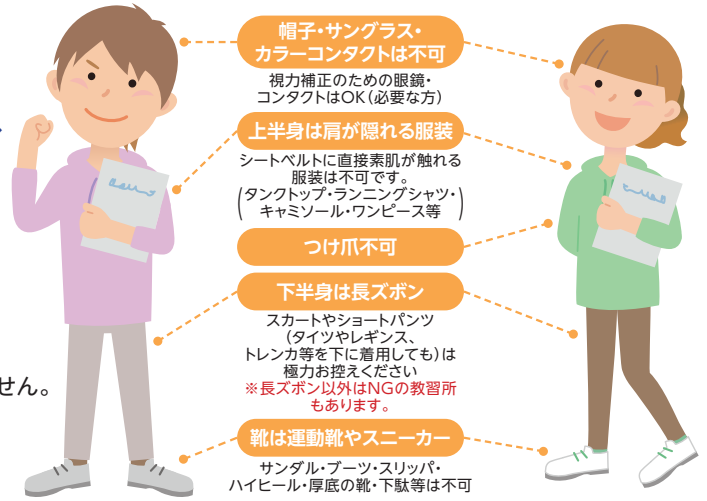 帽子・サングラス・
カラーコンタクトは不可
視力補正のための眼鏡・
コンタクトはOK(必要な方)
上半身は肩が隠れる服装
シートベルトに直接素肌が触れる
服装は不可です。
(タンクトップ・ランニングシャツ・
キャミソール・ワンピース等)
つけ爪不可
下半身は長ズボン
スカートやショートパンツ
(タイツやレギンス、
トレンカ等を下に着用しても)は
極力お控えください
※長ズボン以外はNGの教習所
もあります。
せん。
靴は運動靴やスニーカー
サンダル・ブーツ・スリッパ・
ハイヒール・厚底の靴・下駄等は不可